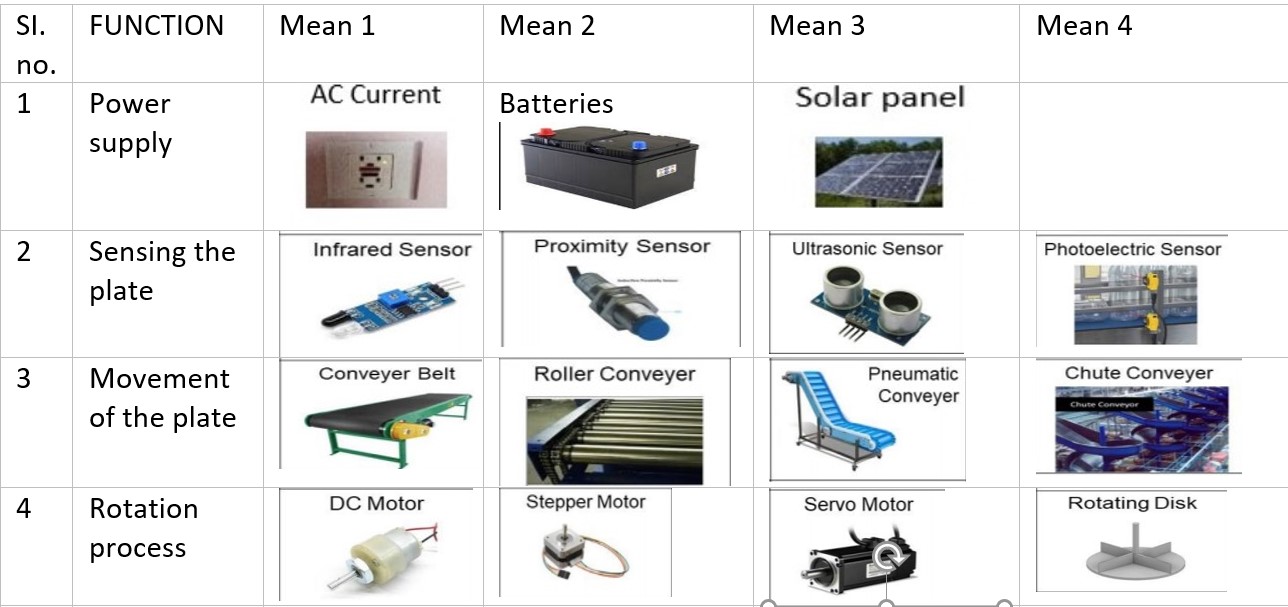 SI. no.
FUNCTION
Mean 1
Mean 2
Mean 3
Mean 4
1
Power
supply
AC Current
Batteries
Solar panel
2
Sensing the
plate
Infrared Sensor
Proximity Sensor
Inductive Proximity Sensor
Ultrasonic Sensor
Photoelectric Sensor
3
Movement
of the plate
Conveyer Belt
Roller Conveyer
Pneumatic
Conveyer
Chute Conveyer
Chute Conveyor
4
Rotation
process
DC Motor
Stepper Motor
Servo Motor
Rotating Disk